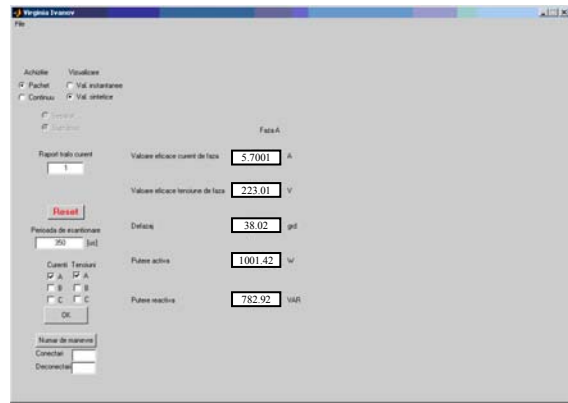 Virginia Ivanov
File
Achizitie Vizualizare
Pachet Val. instantanee
Continuu Val. sintetice
Faza A
Raport trafo curent
1
Valoare eficace curent de faza 5.7001 A
Valoare eficace tensiune de faza 223.01 V
Reset
Perioada de esantionare
350 [us]
Defazaj 38.02 grd
Curenti Tensiuni
A A
B B
C C
OK
Putere activa 1001.42 W
Putere reactiva 782.92 VAR
Numar de manevre
Conectari
Deconectari